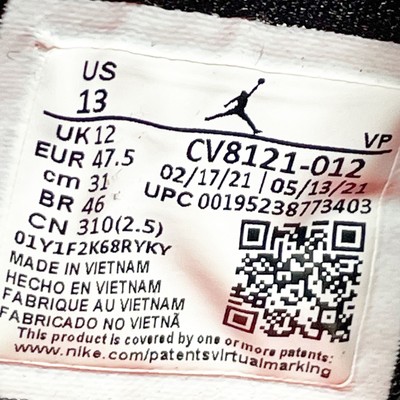 US
13
VP
UK 12
EUR 47.5
cm 31
BR 46
CN 310(2.5)
01Y1F2K68RYKY
CV8121-012
02/17/21 | 05/13/21
UPC 00195238773403
MADE IN VIETNAM
HECHO EN VIETNAM
FABRIQUE AU VIETNAM
FABRICADO NO VIETNÃ
This product is covered by one or more patents:
www.nike.com/patentsvirtualmarking